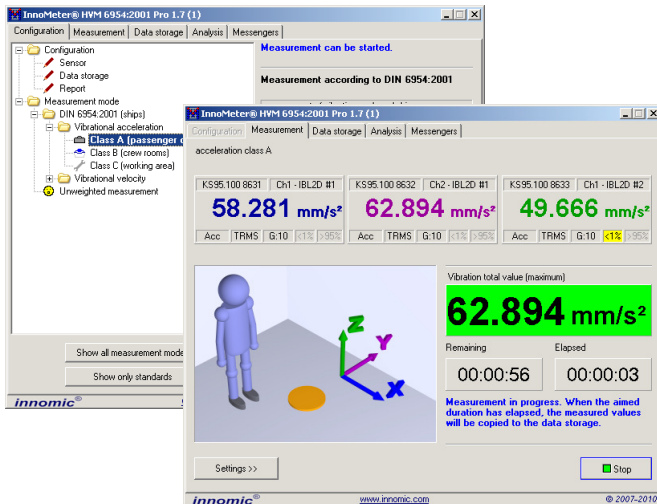 InnoMeter® HVM 6954:2001 Pro 1.7 (1)
Configuration Measurement Data storage Analysis Messengers
Configuration
Sensor
Data storage
Report
Measurement mode
DIN 6954:2001 (ships)
Vibrational acceleration
Class A (passenger
Class B (crew rooms)
Class C (working area)
Vibrational velocity
Unweighted measurement
Measurement can be started.
Measurement according to DIN 6954:2001
Show all measurement mode
Show only standards
innomic®
InnoMeter® HVM 6954:2001 Pro 1.7 (1)
Configuration Measurement Data storage Analysis Messengers
acceleration class A
KS95.100 8631 Ch1 - IBL2D #1
58.281 mm/s²
Acc TRMS G:10 <1% >95%
KS95.100 8632 Ch2 - IBL2D #1
62.894 mm/s²
Acc TRMS G:10 <1% >95%
KS95.100 8633 Ch1 - IBL2D #2
49.666 mm/s²
Acc TRMS G:10 <1% >95%
Z
Y
X
Vibration total value (maximum)
62.894 mm/s²
Remaining Elapsed
00:00:56 00:00:03
Measurement in progress. When the aimed
duration has elapsed, the measured values
will be copied to the data storage.
Settings >> Stop
innomic® www.innomic.com © 2007-2010